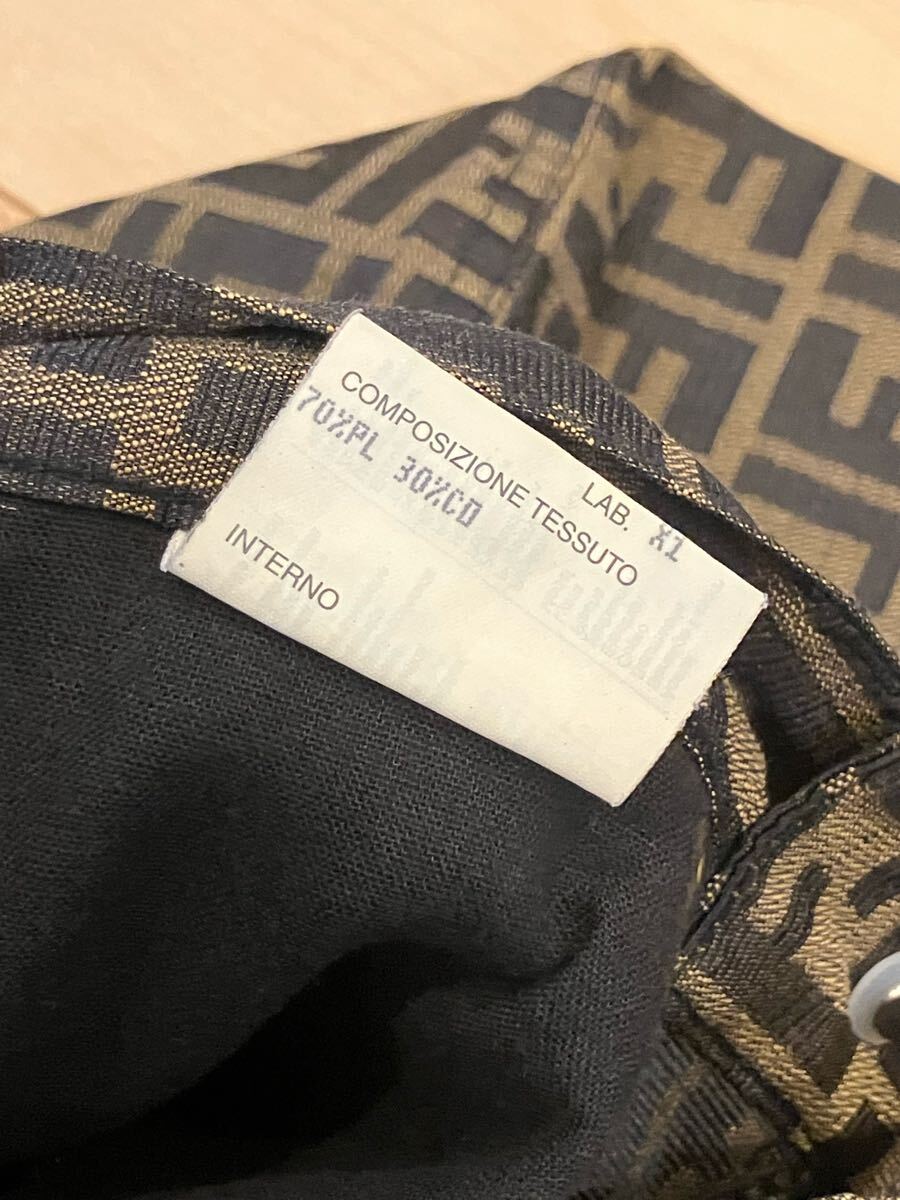 LAB. X1
COMPOSIZIONE TESSUTO
70%PL 30%CO
INTERNO